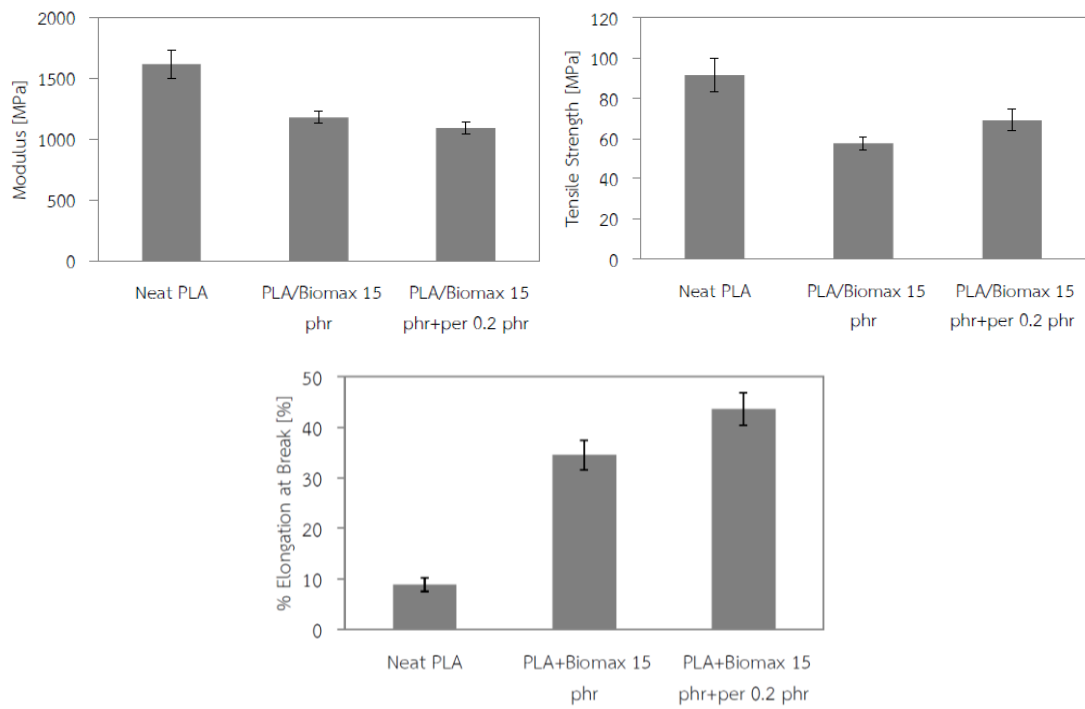 Modulus [MPa]
2000
1500
1000
500
0
Neat PLA
PLA/Biomax 15
phr
PLA/Biomax 15
phr+per 0.2 phr
Tensile Strength [MPa]
120
100
80
60
40
20
0
Neat PLA
PLA/Biomax 15
phr
PLA/Biomax 15
phr+per 0.2 phr
% Elongation at Break [%]
50
40
30
20
10
0
Neat PLA
PLA+Biomax 15
phr
PLA+Biomax 15
phr+per 0.2 phr